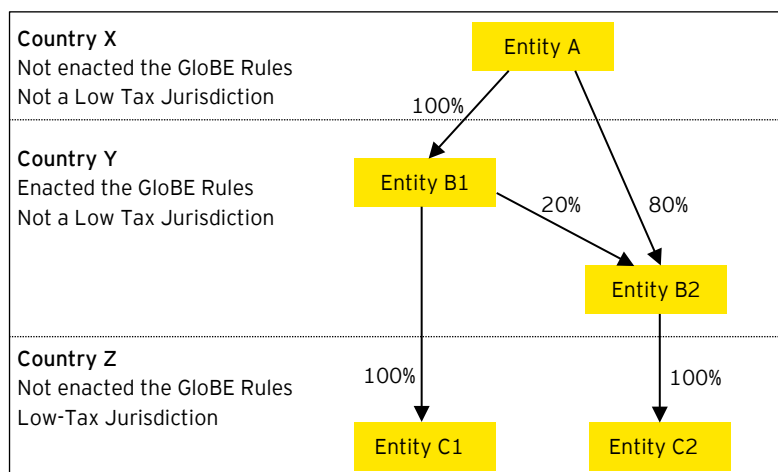 Country X
Not enacted the GloBE Rules
Not a Low Tax Jurisdiction
Entity A
100%
Country Y
Enacted the GloBE Rules
Not a Low Tax Jurisdiction
Entity B1
20%
80%
Entity B2
Country Z
Not enacted the GloBE Rules
Low-Tax Jurisdiction
100%
100%
Entity C1
Entity C2